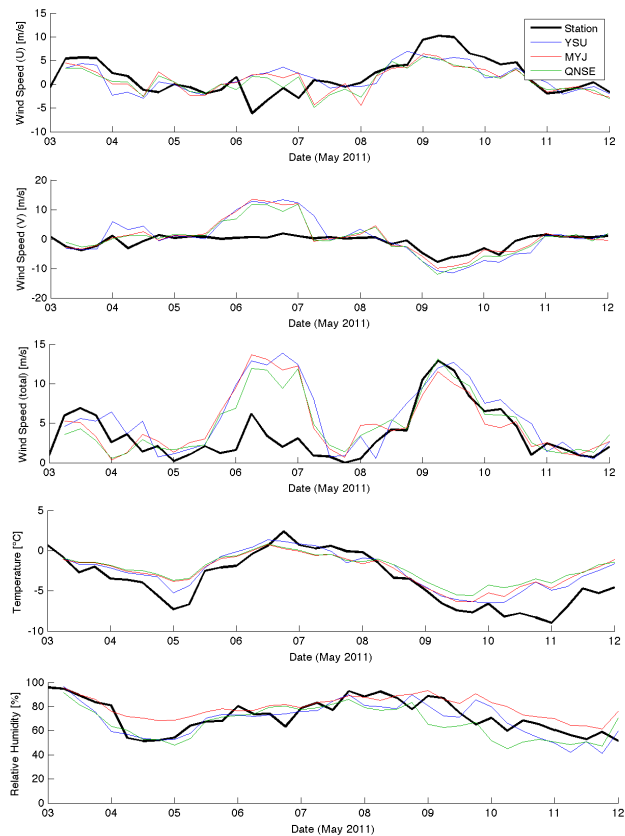 Wind Speed (U) [m/s]
15
10
5
0
-5
-10
03 04 05 06 07 08 09 10 11 12
Date (May 2011)
Station
YSU
MYJ
QNSE
Wind Speed (V) [m/s]
20
10
0
-10
-20
03 04 05 06 07 08 09 10 11 12
Date (May 2011)
Wind Speed (total) [m/s]
15
10
5
0
03 04 05 06 07 08 09 10 11 12
Date (May 2011)
Temperature [°C]
5
0
-5
-10
03 04 05 06 07 08 09 10 11 12
Date (May 2011)
Relative Humidity [%]
100
80
60
40
20
0
03 04 05 06 07 08 09 10 11 12
Date (May 2011)